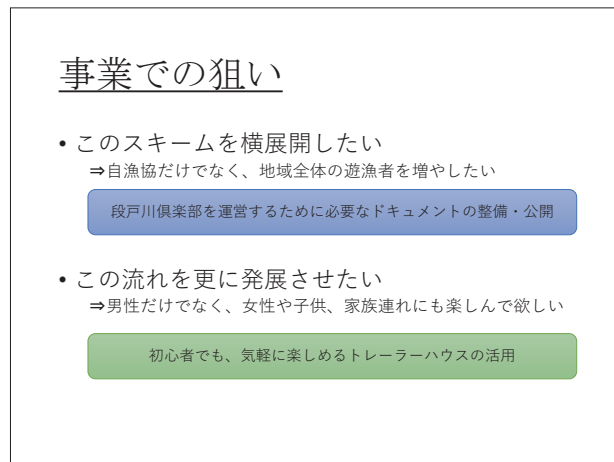 事業での狙い
• このスキームを横展開したい
⇒自漁協だけでなく、地域全体の遊漁者を増やしたい
段戸川倶楽部を運営するために必要なドキュメントの整備・公開
• この流れを更に発展させたい
⇒男性だけでなく、女性や子供、家族連れにも楽しんで欲しい
初心者でも、気軽に楽しめるトレーラーハウスの活用